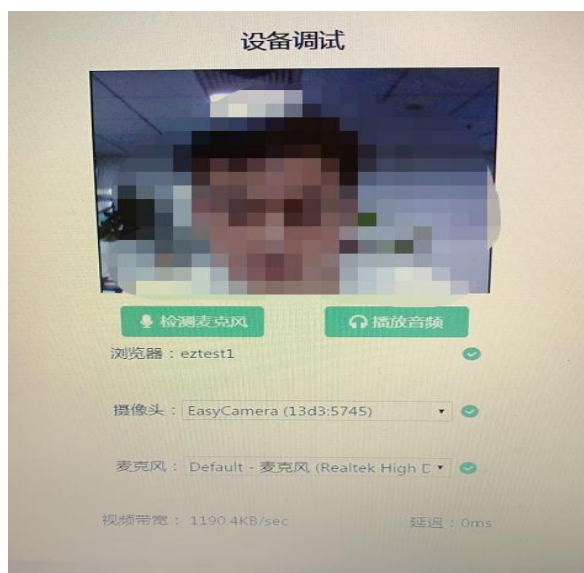 设备调试
检测麦克风 播放音频
浏览器：eztest1
摄像头： EasyCamera (13d3:5745)
麦克风： Default - 麦克风 (Realtek High D
视频带宽： 1190.4KB/sec 延迟：0ms